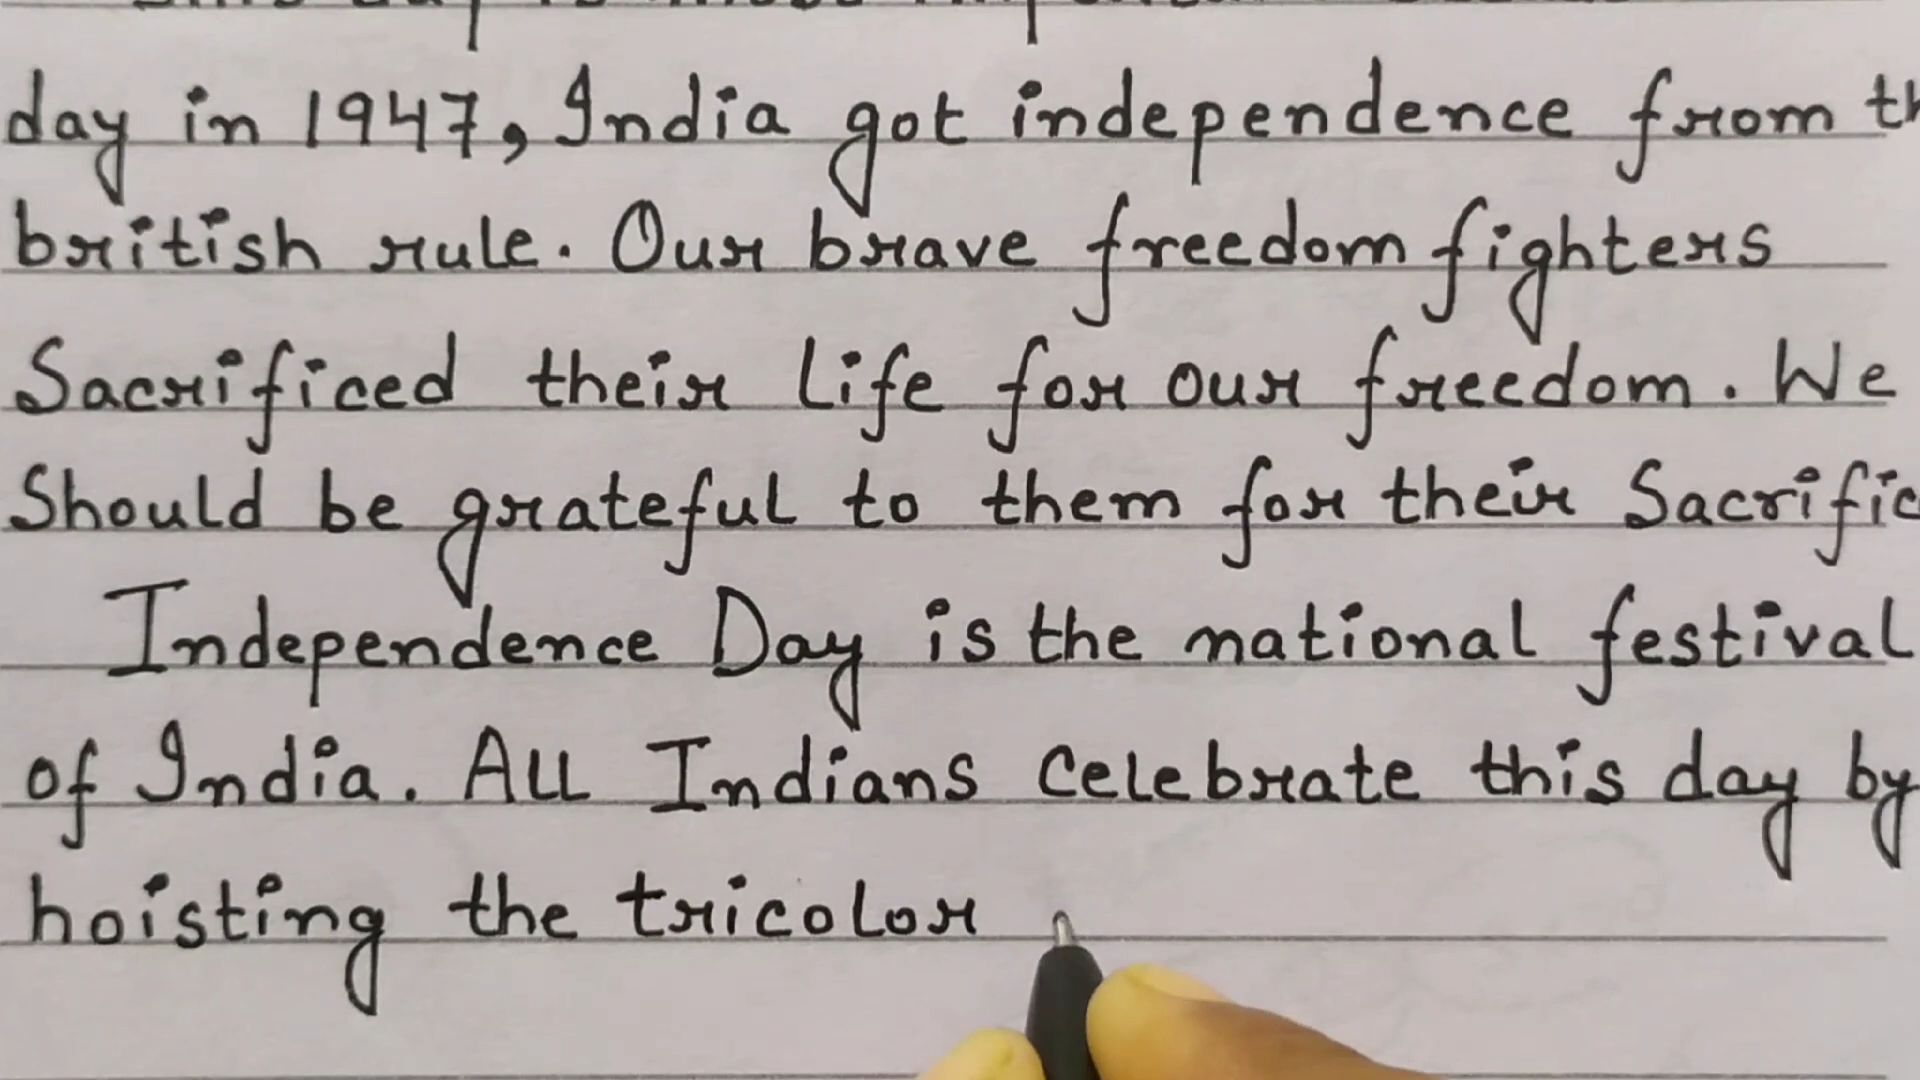 day in 1947, India got independence from th
british rule. Our brave freedom fighters
Sacrificed their life for our freedom. We
Should be grateful to them for their Sacrific
Independence Day is the national festival
of India. All Indians Celebrate this day by
hoisting the tricolor